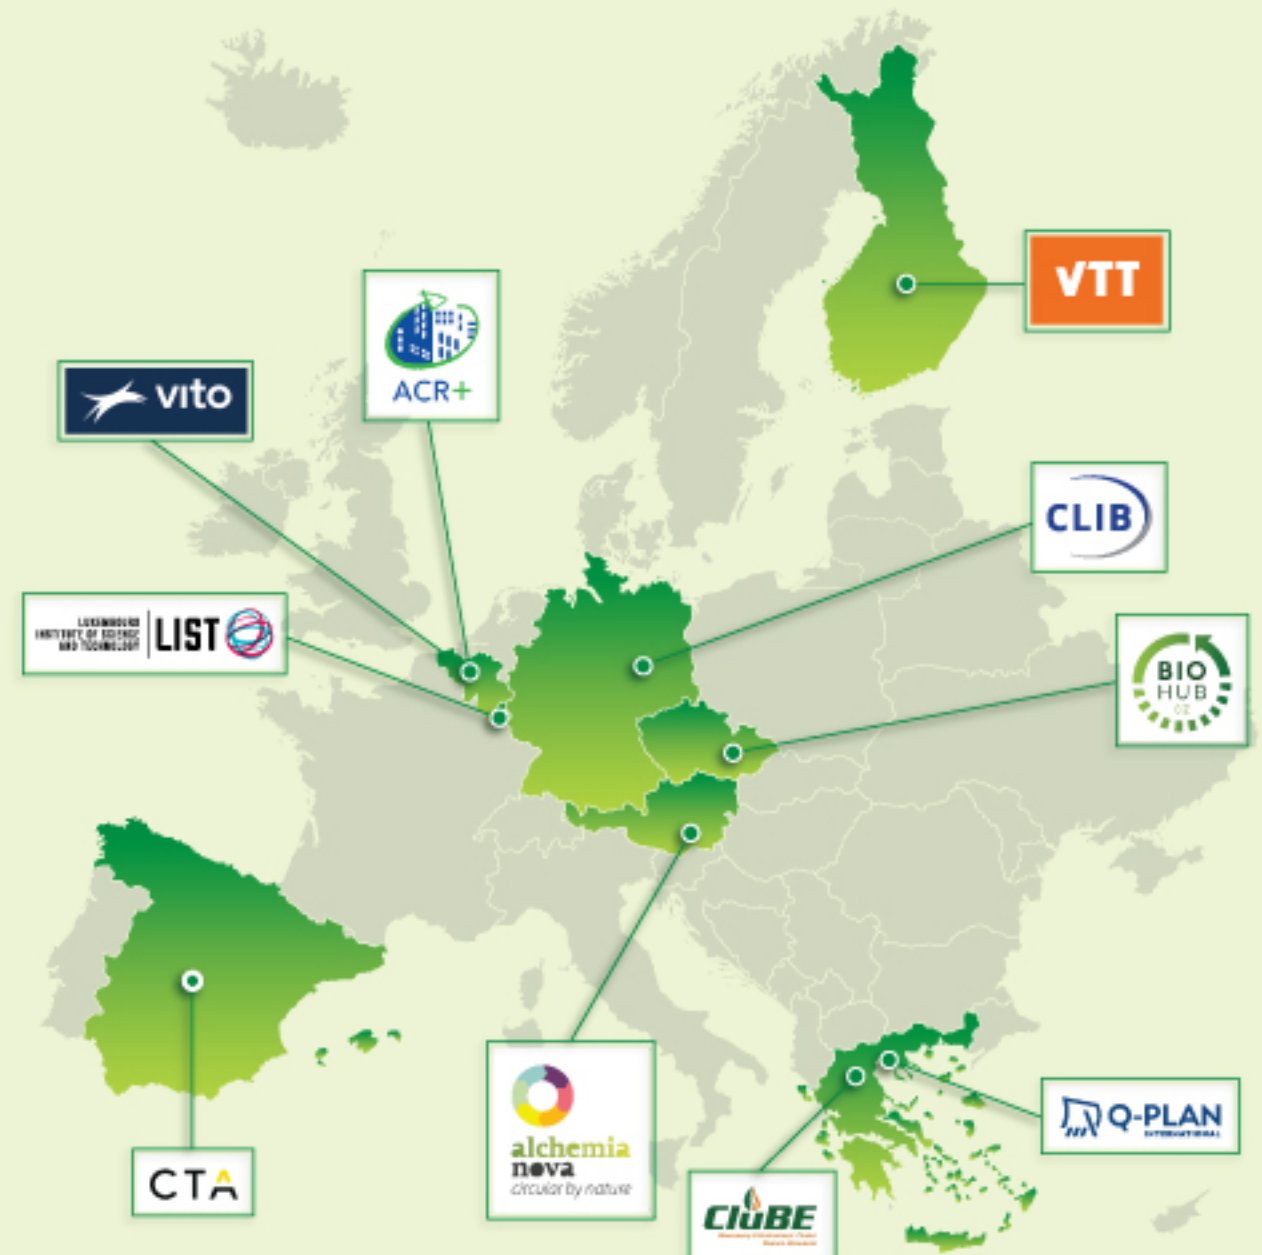 VTT
ACR+
vito
CLIB
LUXEMBOURG
INSTITUTE OF SCIENCE
AND TECHNOLOGY
LIST
BIO
HUB
CZ
Q-PLAN
INTERNATIONAL
alchemia
nova
circular by nature
CTA
CluBE